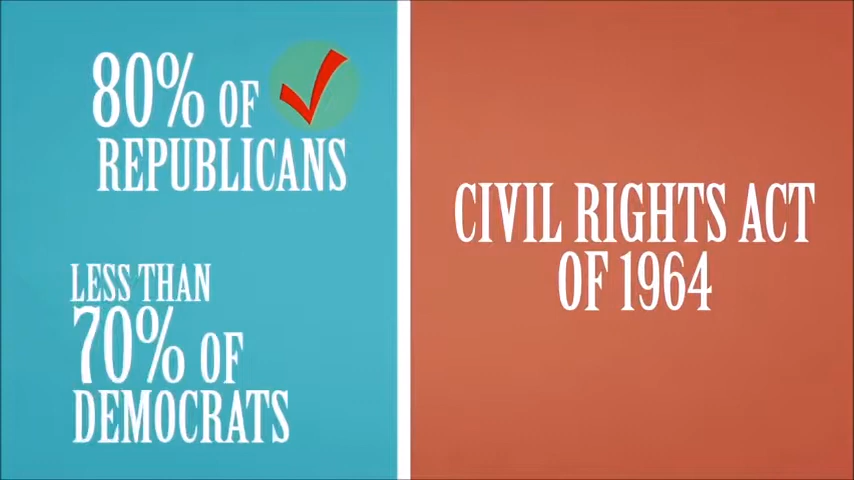 80% OF
REPUBLICANS
LESS THAN
70% OF
DEMOCRATS
CIVIL RIGHTS ACT
OF 1964